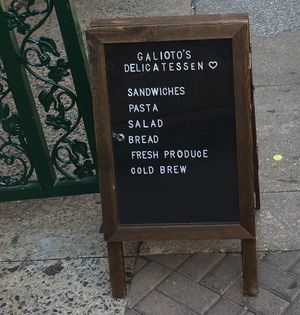 GALIOTO'S
DELICATESSEN ♡
SANDWICHES
PASTA
SALAD
BREAD
FRESH PRODUCE
COLD BREW